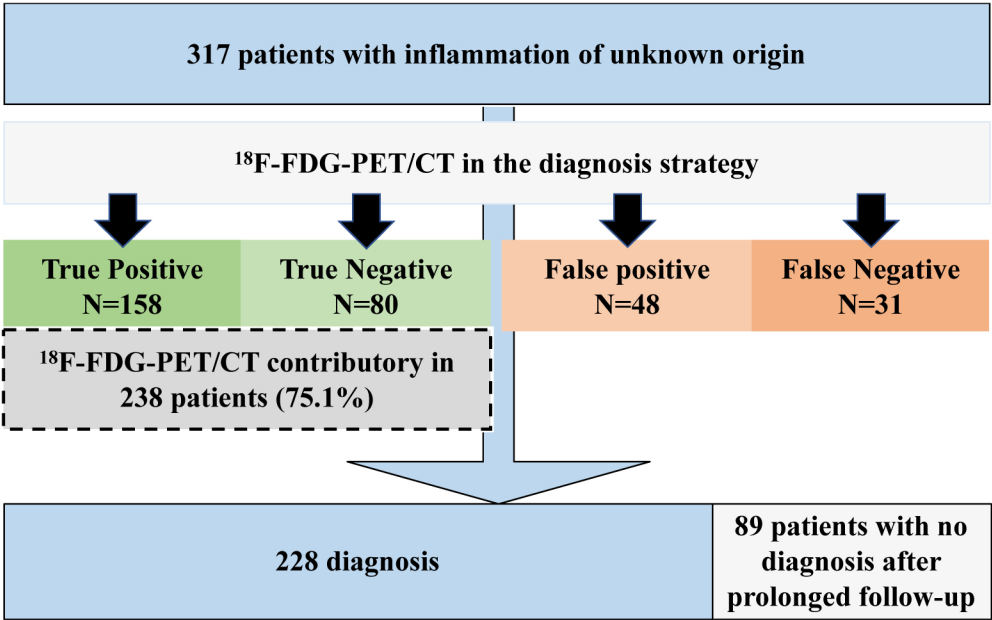 317 patients with inflammation of unknown origin
¹⁸F-FDG-PET/CT in the diagnosis strategy
True Positive
N=158
True Negative
N=80
False positive
N=48
False Negative
N=31
¹⁸F-FDG-PET/CT contributory in
238 patients (75.1%)
228 diagnosis
89 patients with no
diagnosis after
prolonged follow-up